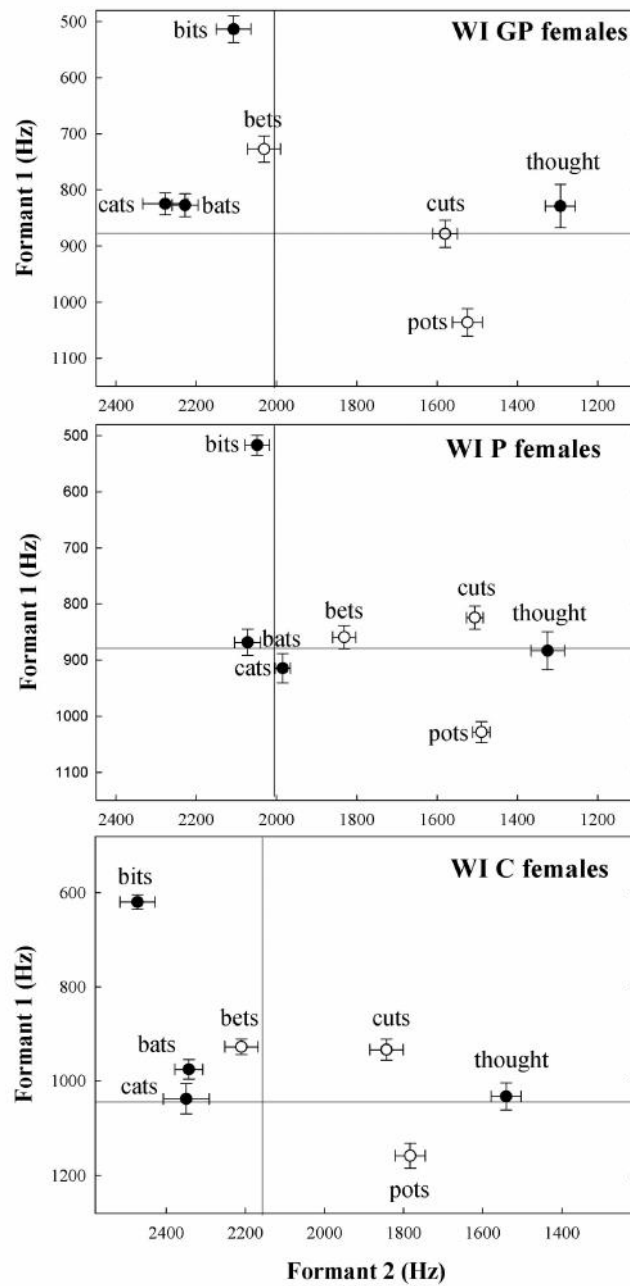 WI GP females
Formant 1 (Hz)
500
600
700
800
900
1000
1100
bits
bets
thought
cats
bats
cuts
pots
2400 2200 2000 1800 1600 1400 1200
WI P females
Formant 1 (Hz)
500
600
700
800
900
1000
1100
bits
cuts
bets
thought
bats
cats
pots
2400 2200 2000 1800 1600 1400 1200
WI C females
Formant 1 (Hz)
600
800
1000
1200
bits
bets
cuts
bats
thought
cats
pots
2400 2200 2000 1800 1600 1400
Formant 2 (Hz)